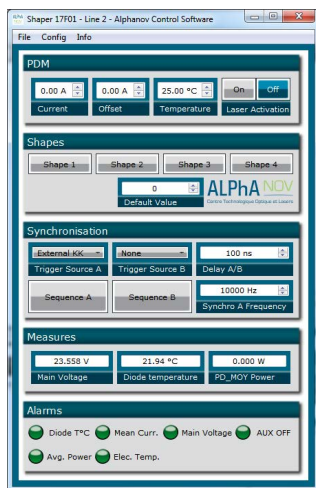 Shaper 17F01 - Line 2 - Alphanov Control Software
File Config Info
PDM
0.00 A 0.00 A 25.00 °C On Off
Current Offset Temperature Laser Activation
Shapes
Shape 1 Shape 2 Shape 3 Shape 4
0
Default Value
ALPhA NOV
Centre Technologique Optique et Lasers
Synchronisation
External KK None 100 ns
Trigger Source A Trigger Source B Delay A/B
Sequence A Sequence B 10000 Hz
Synchro A Frequency
Measures
23.558 V 21.94 °C 0.000 W
Main Voltage Diode temperature PD_MOY Power
Alarms
Diode T°C Mean Curr. Main Voltage AUX OFF
Avg. Power Elec. Temp.